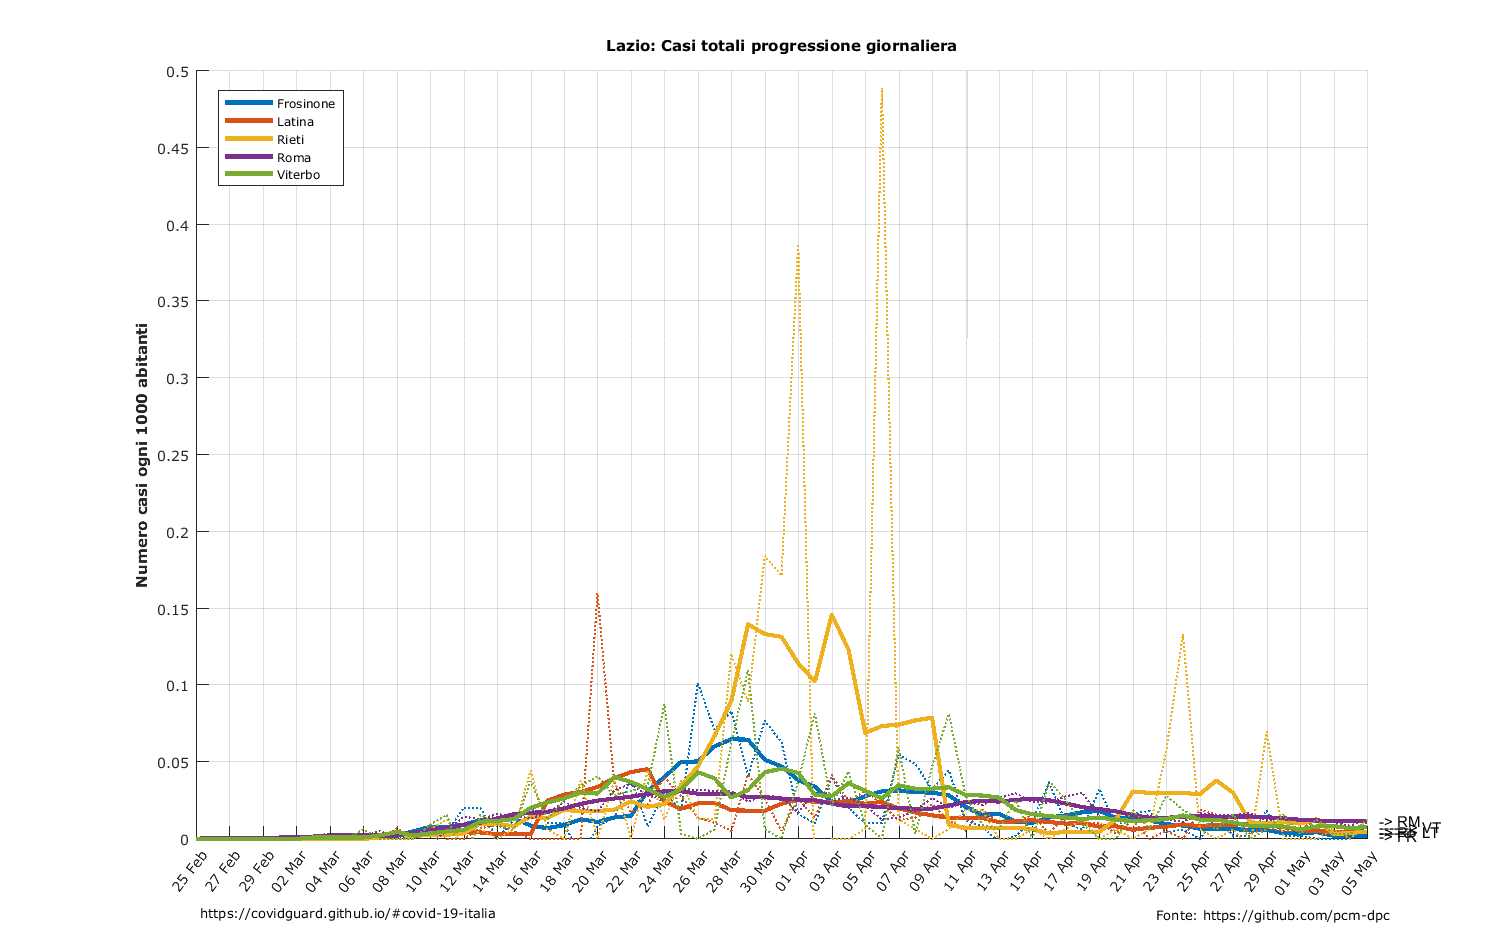 Lazio: Casi totali progressione giornaliera
Numero casi ogni 1000 abitanti
0.5
0.45
0.4
0.35
0.3
0.25
0.2
0.15
0.1
0.05
0
Frosinone
Latina
Rieti
Roma
Viterbo
-> RM
25 Feb
27 Feb
29 Feb
02 Mar
04 Mar
06 Mar
08 Mar
10 Mar
12 Mar
14 Mar
16 Mar
18 Mar
20 Mar
22 Mar
24 Mar
26 Mar
28 Mar
30 Mar
01 Apr
03 Apr
05 Apr
07 Apr
09 Apr
11 Apr
13 Apr
15 Apr
17 Apr
19 Apr
21 Apr
23 Apr
25 Apr
27 Apr
29 Apr
01 May
03 May
05 May
https://covidguard.github.io/#covid-19-italia
Fonte: https://github.com/pcm-dpc